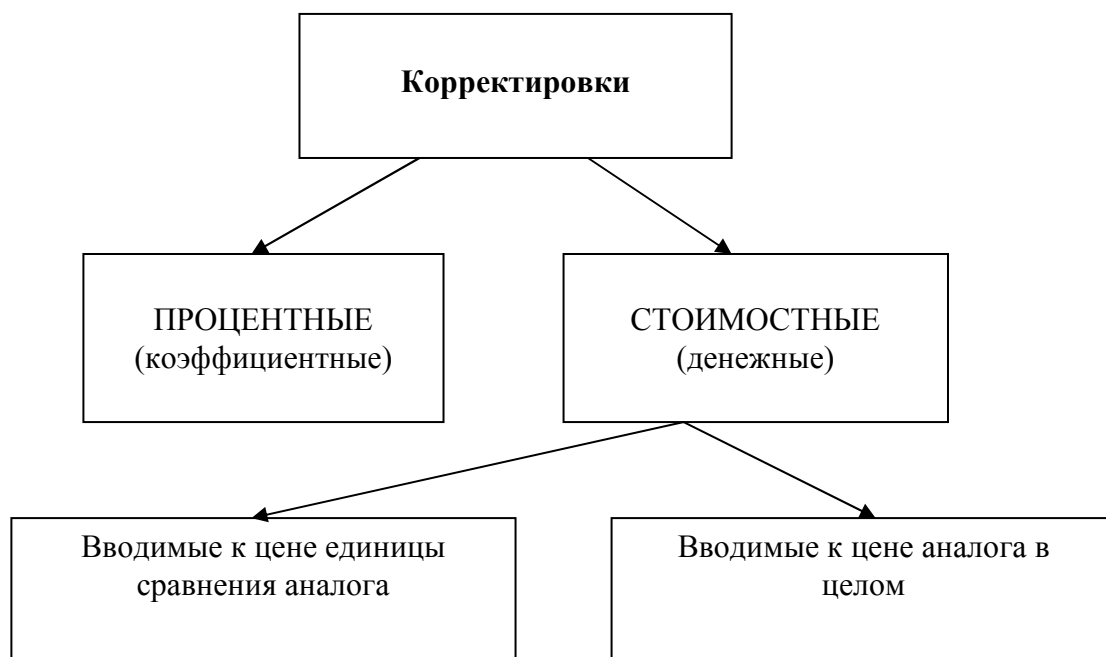 Корректировки
ПРОЦЕНТНЫЕ
(коэффициентные)
СТОИМОСТНЫЕ
(денежные)
Вводимые к цене единицы
сравнения аналога
Вводимые к цене аналога в
целом